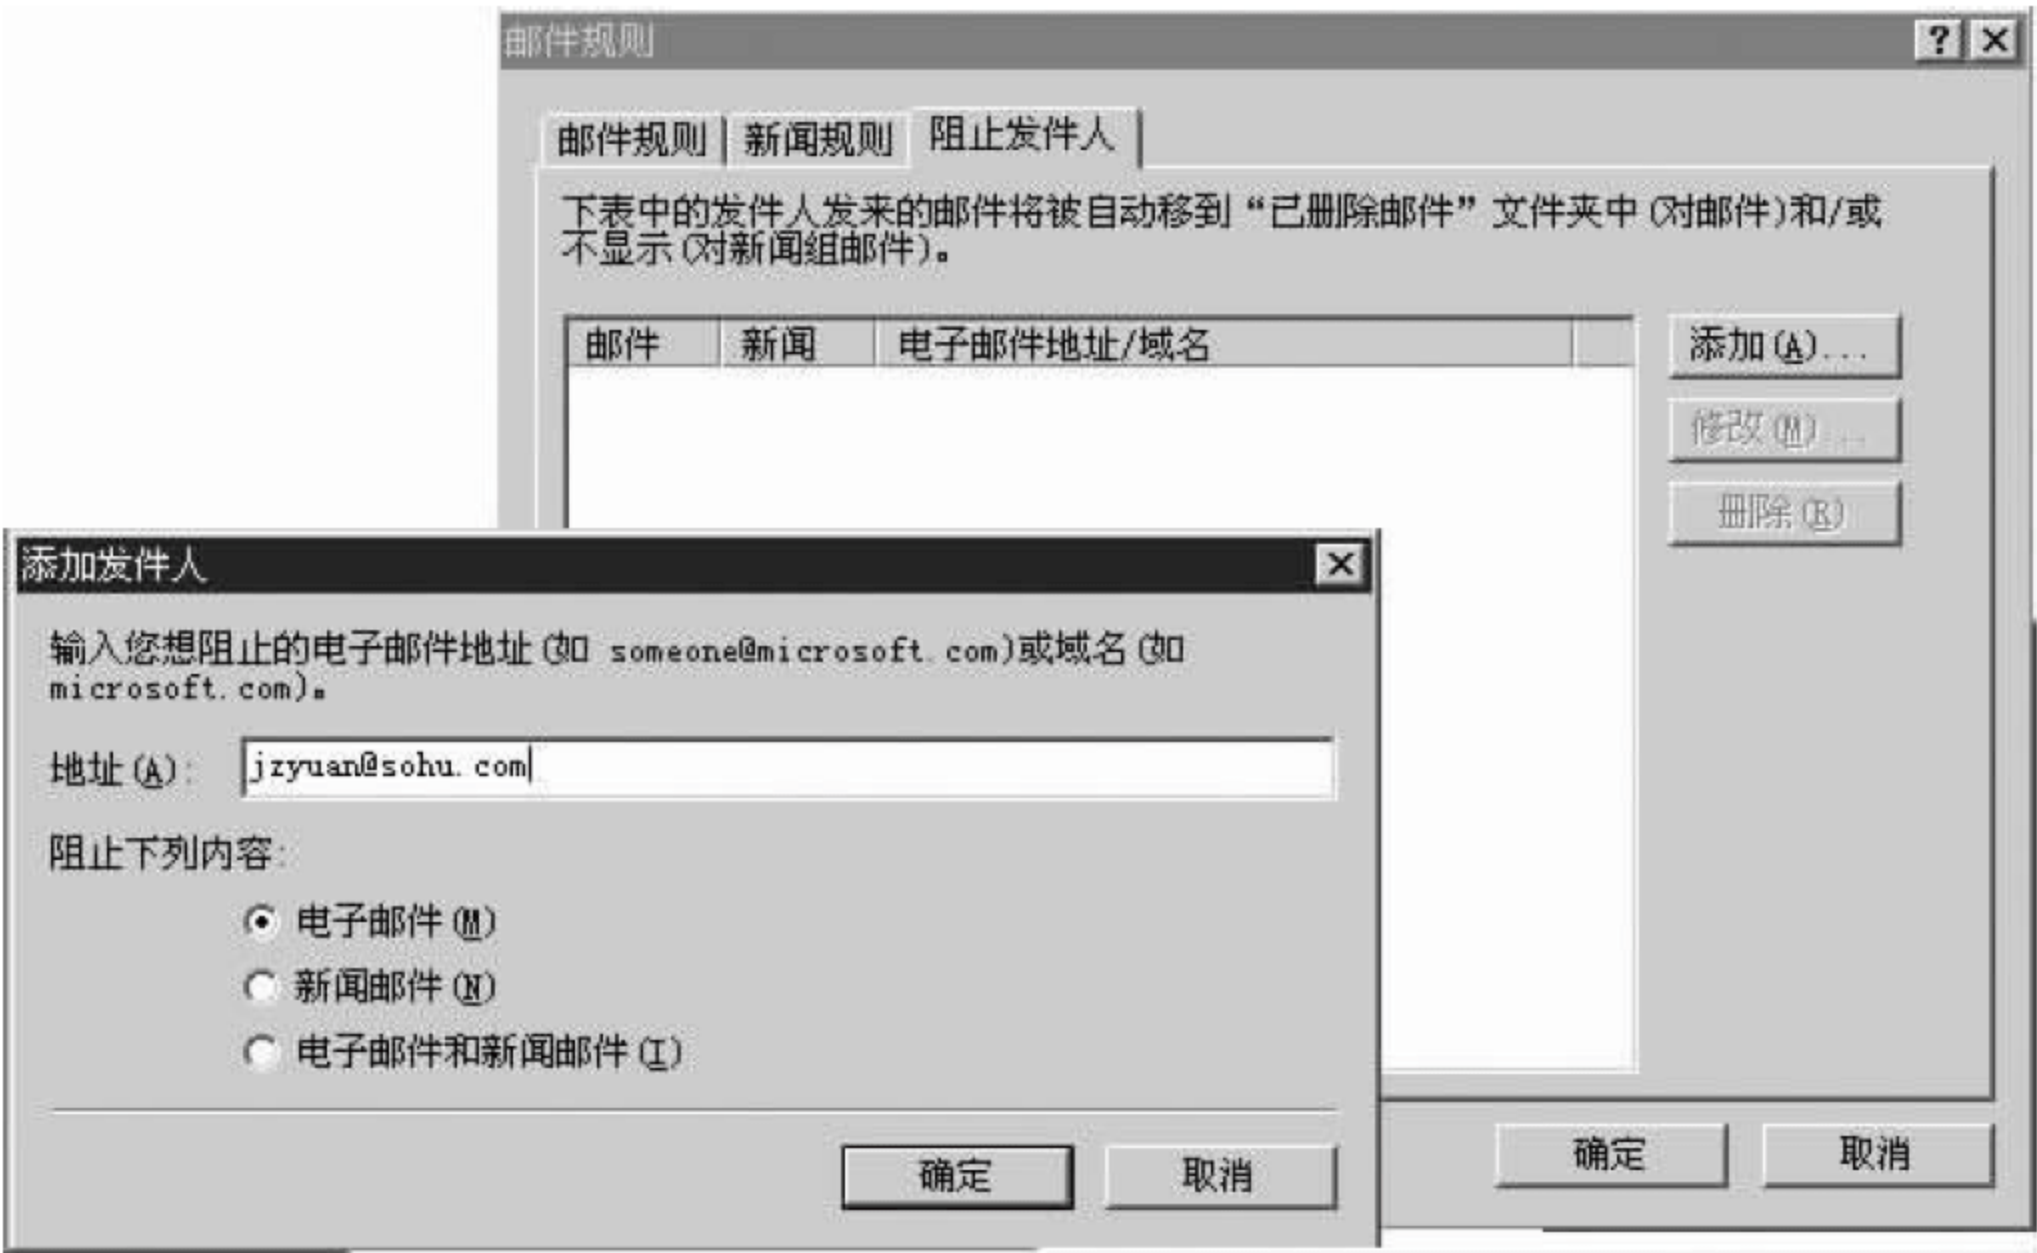 邮件规则
邮件规则 新闻规则 阻止发件人
下表中的发件人发来的邮件将被自动移到“已删除邮件”文件夹中(对邮件)和/或
不显示(对新闻组邮件)。
邮件 新闻 电子邮件地址/域名
添加(A)...
修改(M)...
删除(R)
添加发件人
输入您想阻止的电子邮件地址(如 someone@microsoft.com)或域名(如
microsoft.com)。
地址(A): jzyuan@sohu.com
阻止下列内容:
电子邮件(M)
新闻邮件(N)
电子邮件和新闻邮件(I)
确定 取消
确定 取消